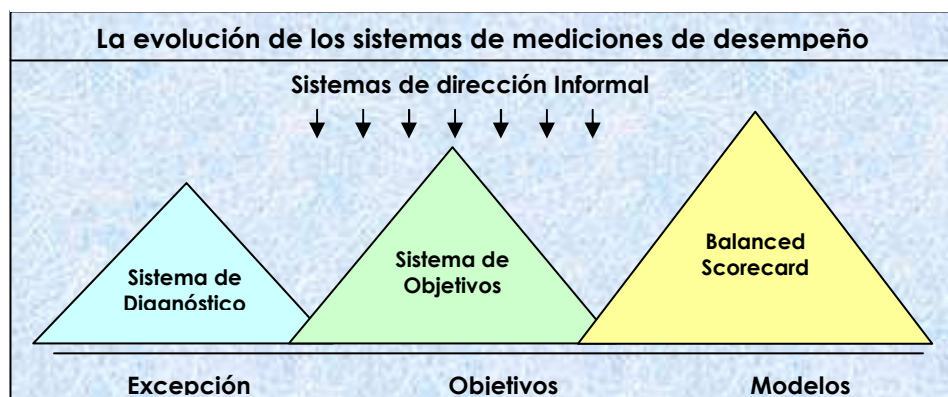 La evolución de los sistemas de mediciones de desempeño
Sistemas de dirección Informal
Sistema de
Diagnóstico
Sistema de
Objetivos
Balanced
Scorecard
Excepción
Objetivos
Modelos